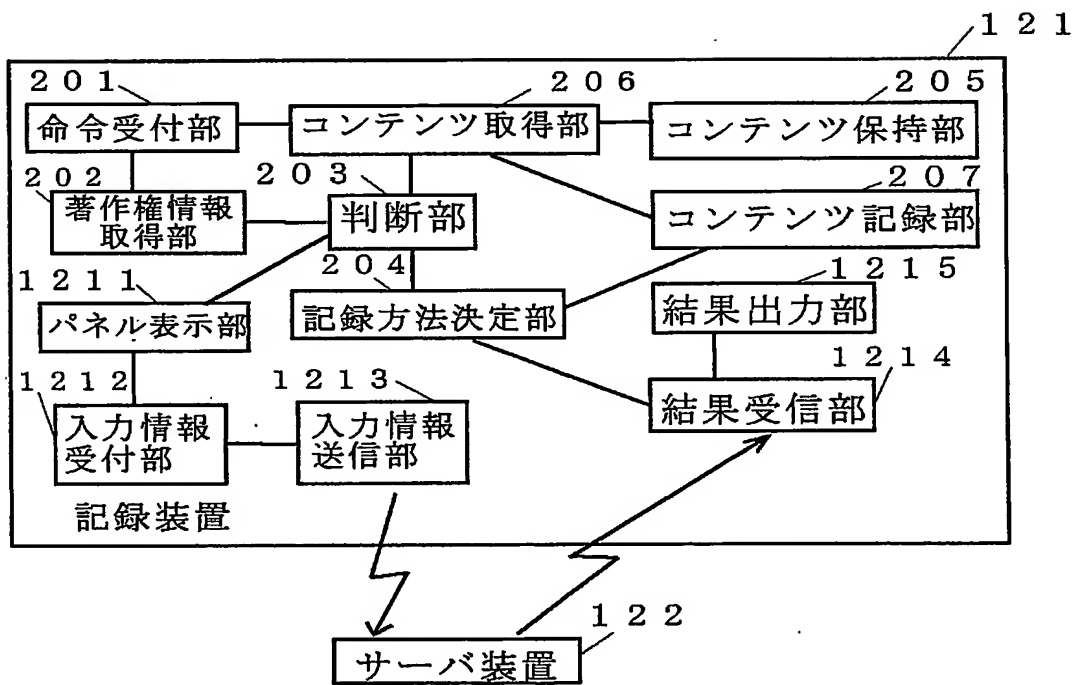 １２１
２０１
２０６
２０５
命令受付部
コンテンツ取得部
コンテンツ保持部
２０２
２０３
２０７
著作権情報
取得部
判断部
コンテンツ記録部
１２１１
２０４
１２１５
パネル表示部
記録方法決定部
結果出力部
１２１２
１２１３
１２１４
入力情報
受付部
入力情報
送信部
結果受信部
記録装置
１２２
サーバ装置